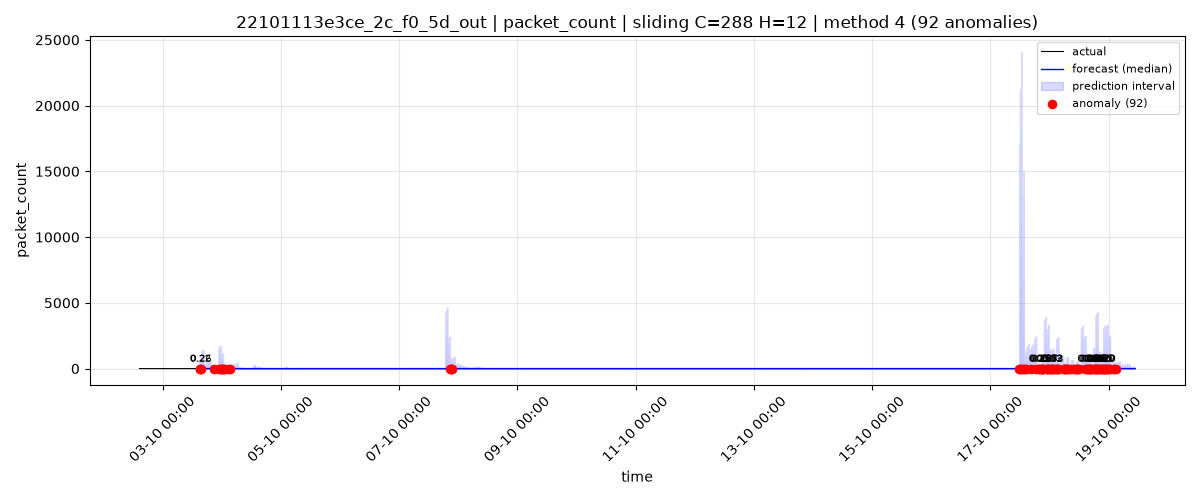 22101113e3ce_2c_f0_5d_out | packet_count | sliding C=288 H=12 | method 4 (92 anomalies)
actual
forecast (median)
prediction interval
anomaly (92)
25000
20000
15000
10000
5000
0
packet_count
03-10 00:00
05-10 00:00
07-10 00:00
09-10 00:00
11-10 00:00
13-10 00:00
15-10 00:00
17-10 00:00
19-10 00:00
time